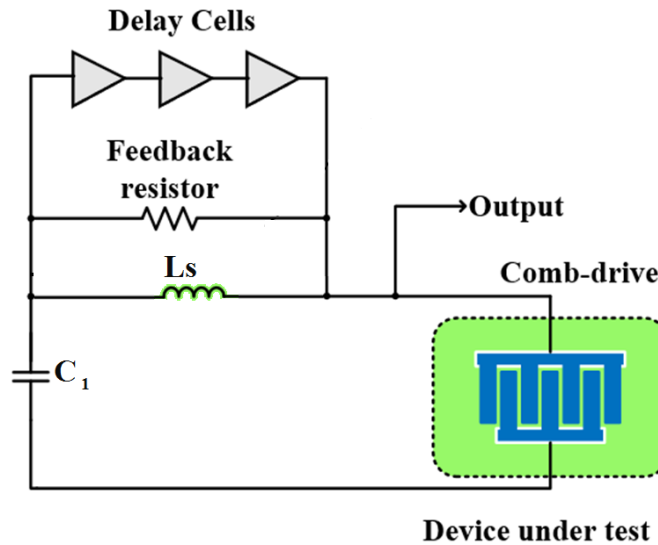 Delay Cells
Feedback
resistor
Output
Ls
Comb-drive
C₁
Device under test